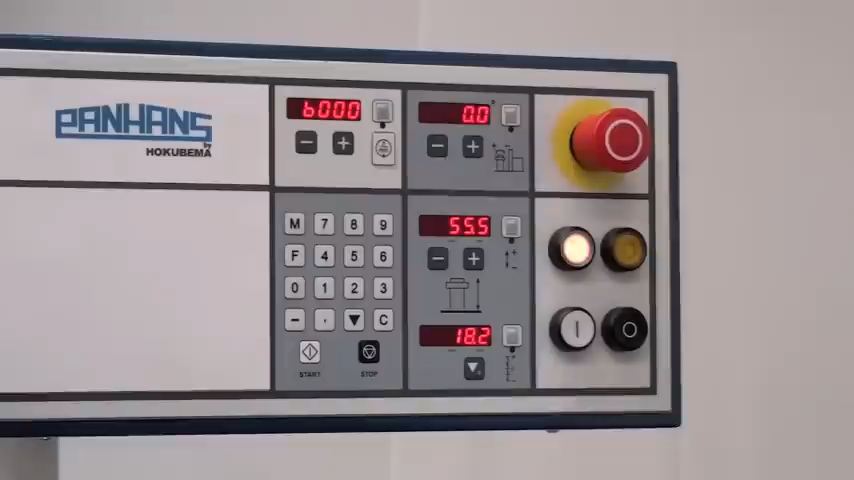 PANHANS
by
HOKUBEMA
6000
0.0°
− +
− +
M 7 8 9
F 4 5 6
0 1 2 3
− . ▼ C
START STOP
55.5
− +
18.2
▼